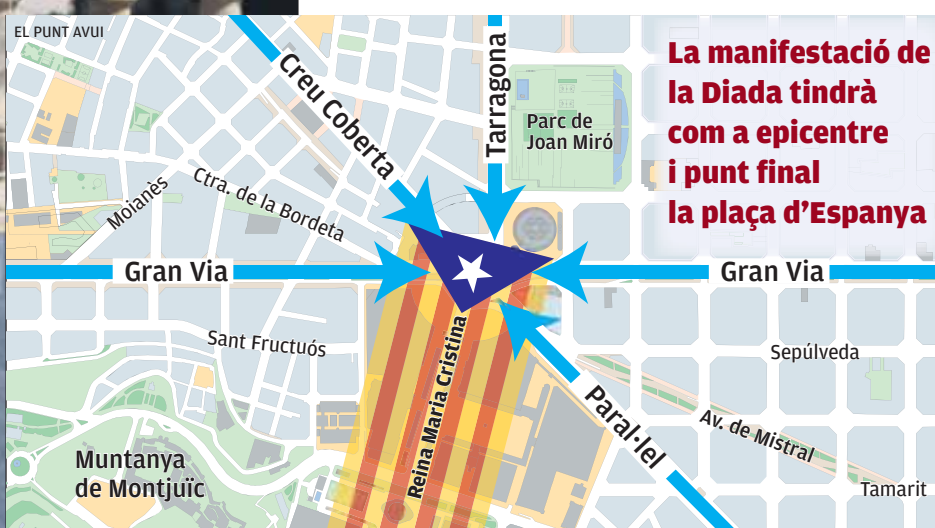 EL PUNT AVUI
La manifestació de
la Diada tindrà
com a epicentre
i punt final
la plaça d'Espanya
Creu Coberta
Tarragona
Parc de
Joan Miró
Moianès
Ctra. de la Bordeta
Gran Via
Gran Via
Sant Fructuós
Reina Maria Cristina
Sepúlveda
Paral·lel
Av. de Mistral
Muntanya
de Montjuïc
Tamarit